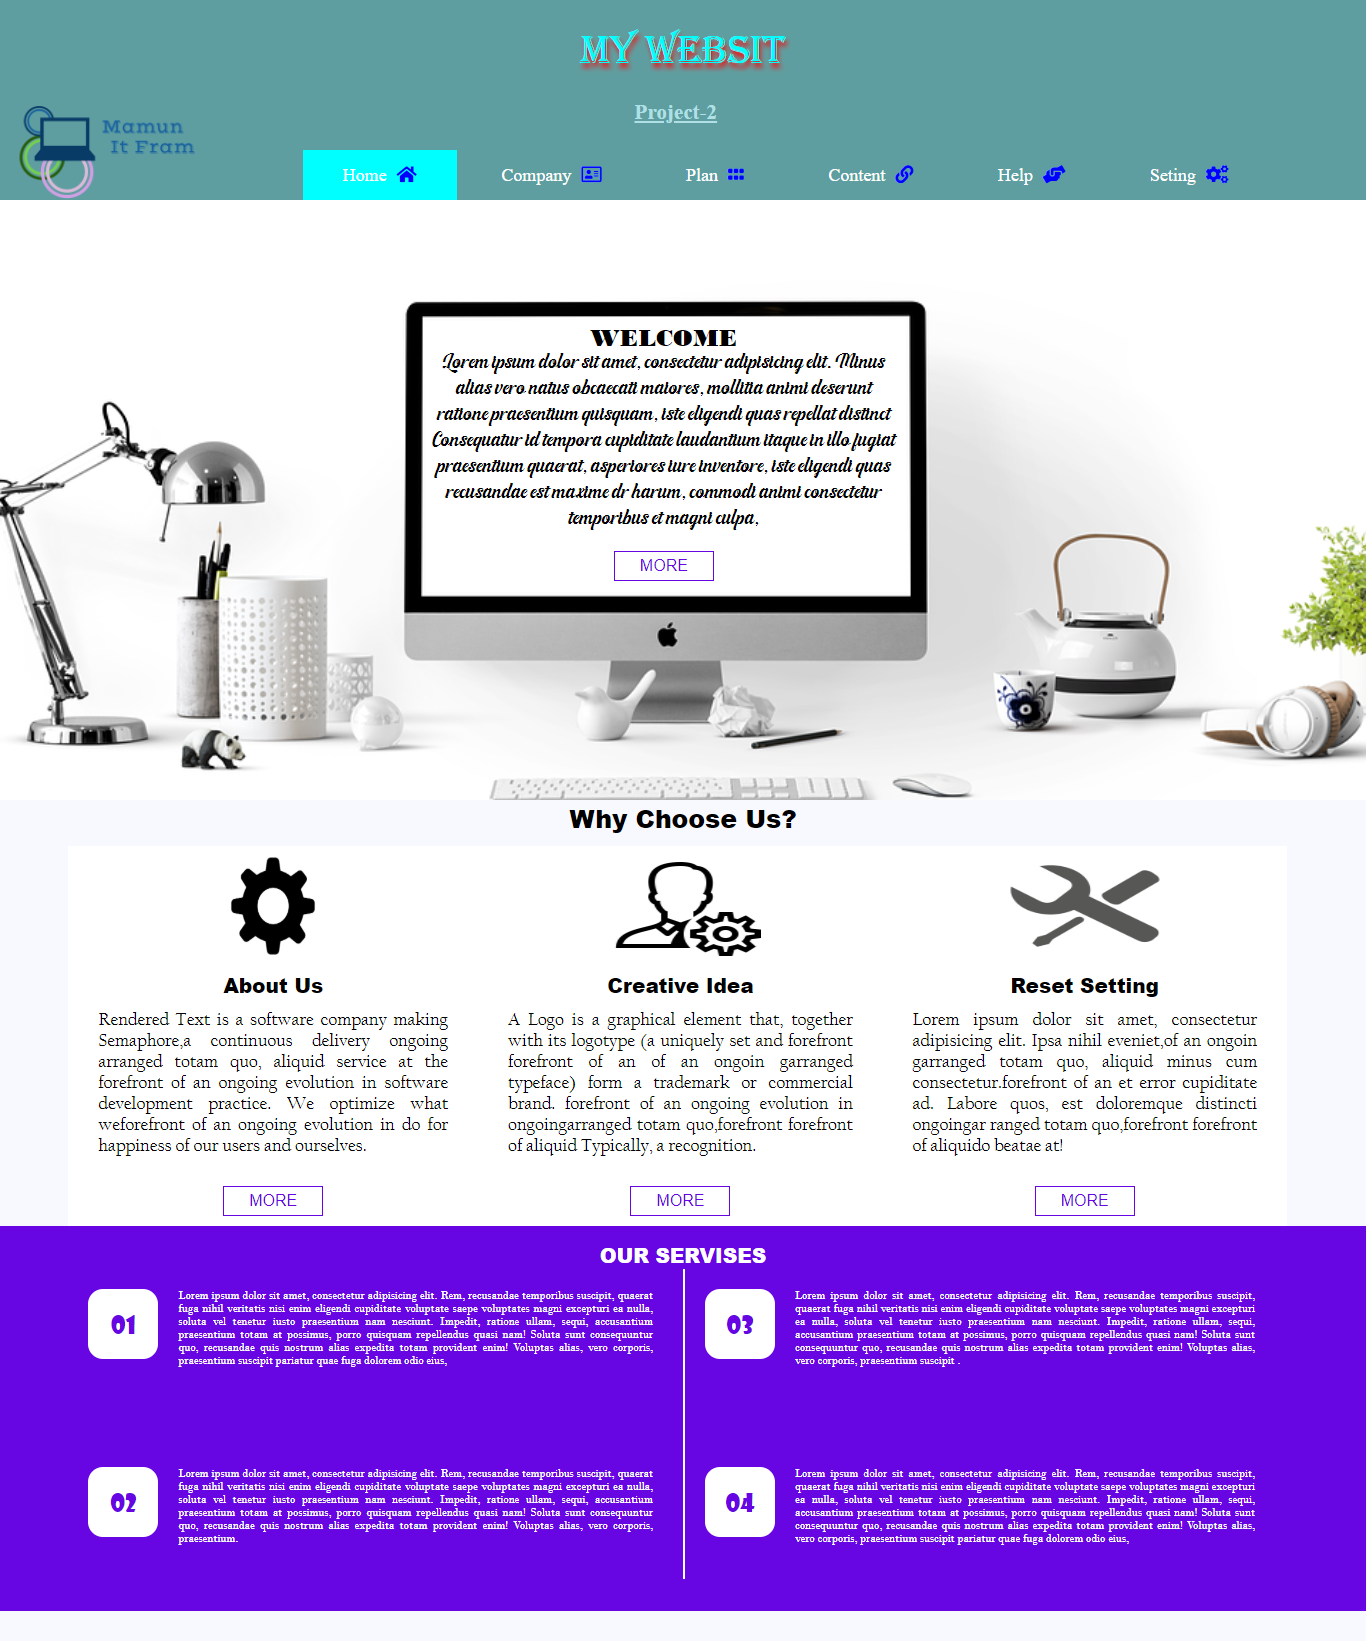 MY WEBSIT
Project-2
Mamun
It Fram
Home
Company
Plan
Content
Help
Seting
WELCOME
Lorem ipsum dolor sit amet, consectetur adipisicing elit. Minus
alias vero natus obcaecati maiores, mollitia animi deserunt
ratione praesentium quisquam, iste eligendi quas repellat distinct
Consequatur id tempora cupiditate laudantium itaque in illo fugiat
praesentium quaerat, asperiores iure inventore, iste eligendi quas
recusandae est maxime dr harum, commodi animi consectetur
temporibus et magni culpa,
MORE
Why Choose Us?
About Us
Rendered Text is a software company making
Semaphore,a continuous delivery ongoing
arranged totam quo, aliquid service at the
forefront of an ongoing evolution in software
development practice. We optimize what
weforefront of an ongoing evolution in do for
happiness of our users and ourselves.
MORE
Creative Idea
A Logo is a graphical element that, together
with its logotype (a uniquely set and forefront
forefront of an of an ongoin garranged
typeface) form a trademark or commercial
brand. forefront of an ongoing evolution in
ongoingarranged totam quo,forefront forefront
of aliquid Typically, a recognition.
MORE
Reset Setting
Lorem ipsum dolor sit amet, consectetur
adipisicing elit. Ipsa nihil eveniet,of an ongoin
garranged totam quo, aliquid minus cum
consectetur.forefront of an et error cupiditate
ad. Labore quos, est doloremque distincti
ongoingar ranged totam quo,forefront forefront
of aliquido beatae at!
MORE
OUR SERVISES
01
Lorem ipsum dolor sit amet, consectetur adipisicing elit. Rem, recusandae temporibus suscipit, quaerat
fuga nihil veritatis nisi enim eligendi cupiditate voluptate saepe voluptates magni excepturi ea nulla,
soluta vel tenetur iusto praesentium nam nesciunt. Impedit, ratione ullam, sequi, accusantium
praesentium totam at possimus, porro quisquam repellendus quasi nam! Soluta sunt consequuntur
quo, recusandae quis nostrum alias expedita totam provident enim! Voluptas alias, vero corporis,
praesentium suscipit pariatur quae fuga dolorem odio eius,
02
Lorem ipsum dolor sit amet, consectetur adipisicing elit. Rem, recusandae temporibus suscipit, quaerat
fuga nihil veritatis nisi enim eligendi cupiditate voluptate saepe voluptates magni excepturi ea nulla,
soluta vel tenetur iusto praesentium nam nesciunt. Impedit, ratione ullam, sequi, accusantium
praesentium totam at possimus, porro quisquam repellendus quasi nam! Soluta sunt consequuntur
quo, recusandae quis nostrum alias expedita totam provident enim! Voluptas alias, vero corporis,
praesentium.
03
Lorem ipsum dolor sit amet, consectetur adipisicing elit. Rem, recusandae temporibus suscipit,
quaerat fuga nihil veritatis nisi enim eligendi cupiditate voluptate saepe voluptates magni excepturi
ea nulla, soluta vel tenetur iusto praesentium nam nesciunt. Impedit, ratione ullam, sequi,
accusantium praesentium totam at possimus, porro quisquam repellendus quasi nam! Soluta sunt
consequuntur quo, recusandae quis nostrum alias expedita totam provident enim! Voluptas alias,
vero corporis, praesentium suscipit .
04
Lorem ipsum dolor sit amet, consectetur adipisicing elit. Rem, recusandae temporibus suscipit,
quaerat fuga nihil veritatis nisi enim eligendi cupiditate voluptate saepe voluptates magni excepturi
ea nulla, soluta vel tenetur iusto praesentium nam nesciunt. Impedit, ratione ullam, sequi,
accusantium praesentium totam at possimus, porro quisquam repellendus quasi nam! Soluta sunt
consequuntur quo, recusandae quis nostrum alias expedita totam provident enim! Voluptas alias,
vero corporis, praesentium suscipit pariatur quae fuga dolorem odio eius,